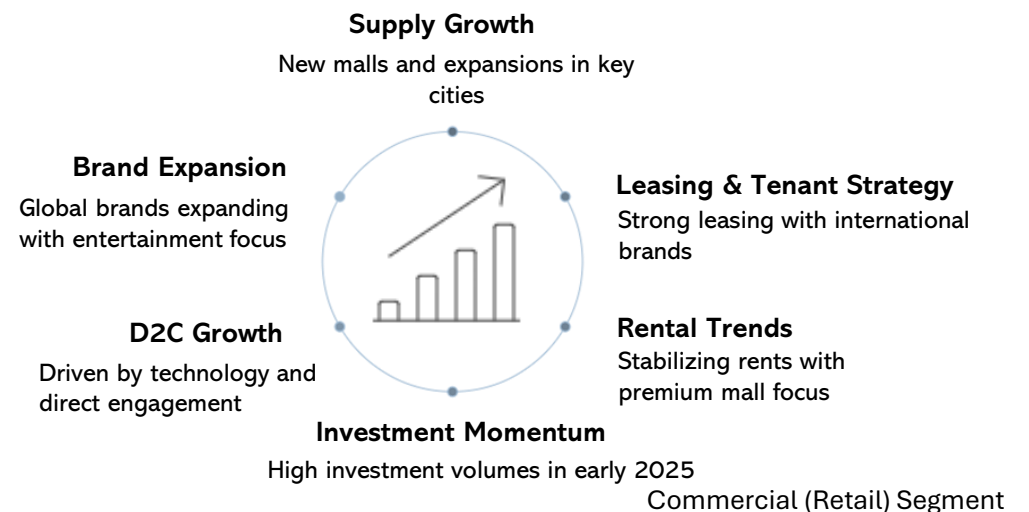 Supply Growth
New malls and expansions in key
cities
Brand Expansion
Global brands expanding
with entertainment focus
Leasing & Tenant Strategy
Strong leasing with international
brands
D2C Growth
Driven by technology and
direct engagement
Rental Trends
Stabilizing rents with
premium mall focus
Investment Momentum
High investment volumes in early 2025
Commercial (Retail) Segment